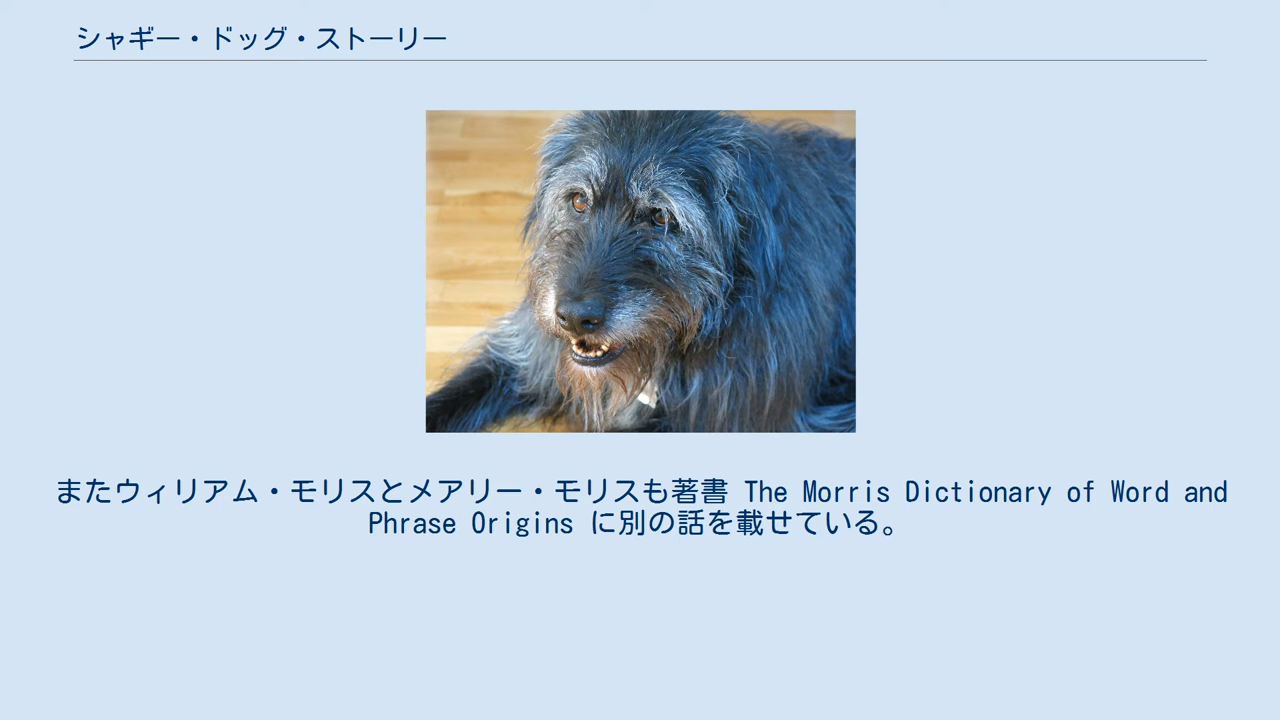 シャギー・ドッグ・ストーリー
またウィリアム・モリスとメアリー・モリスも著書 The Morris Dictionary of Word and
Phrase Origins に別の話を載せている。